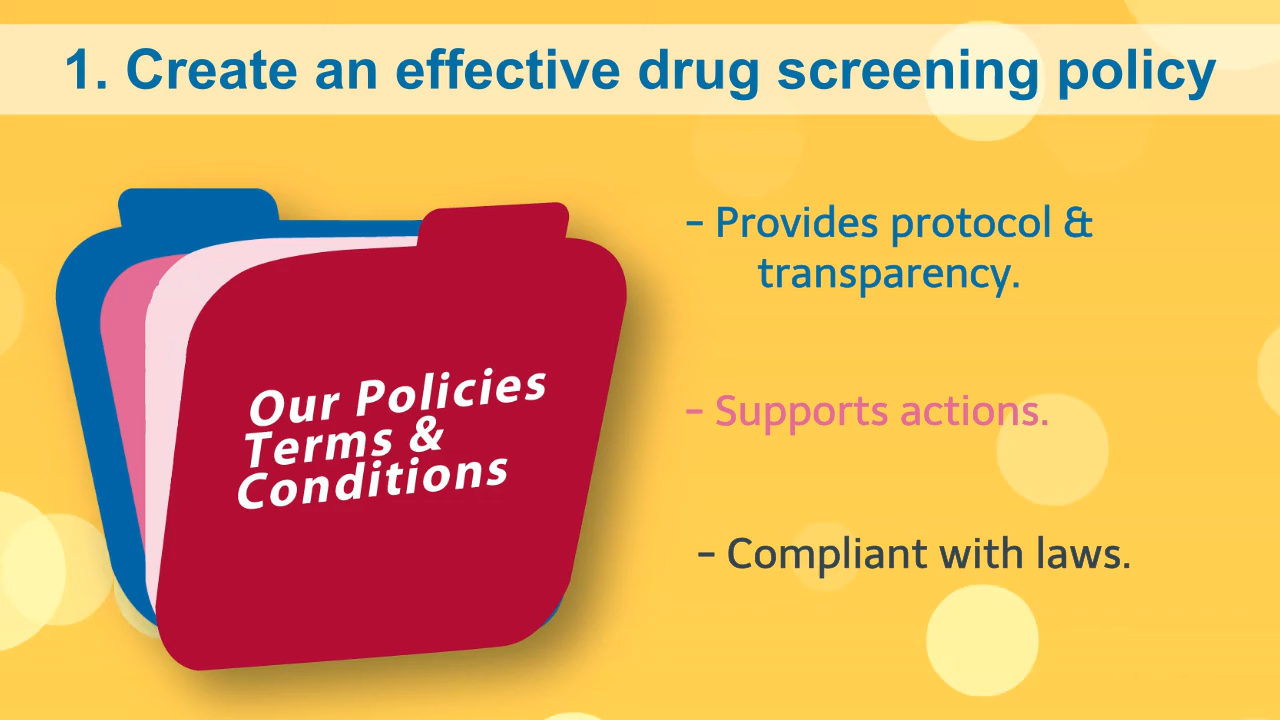 1. Create an effective drug screening policy
Our Policies
Terms &
Conditions
- Provides protocol &
transparency.
- Supports actions.
- Compliant with laws.